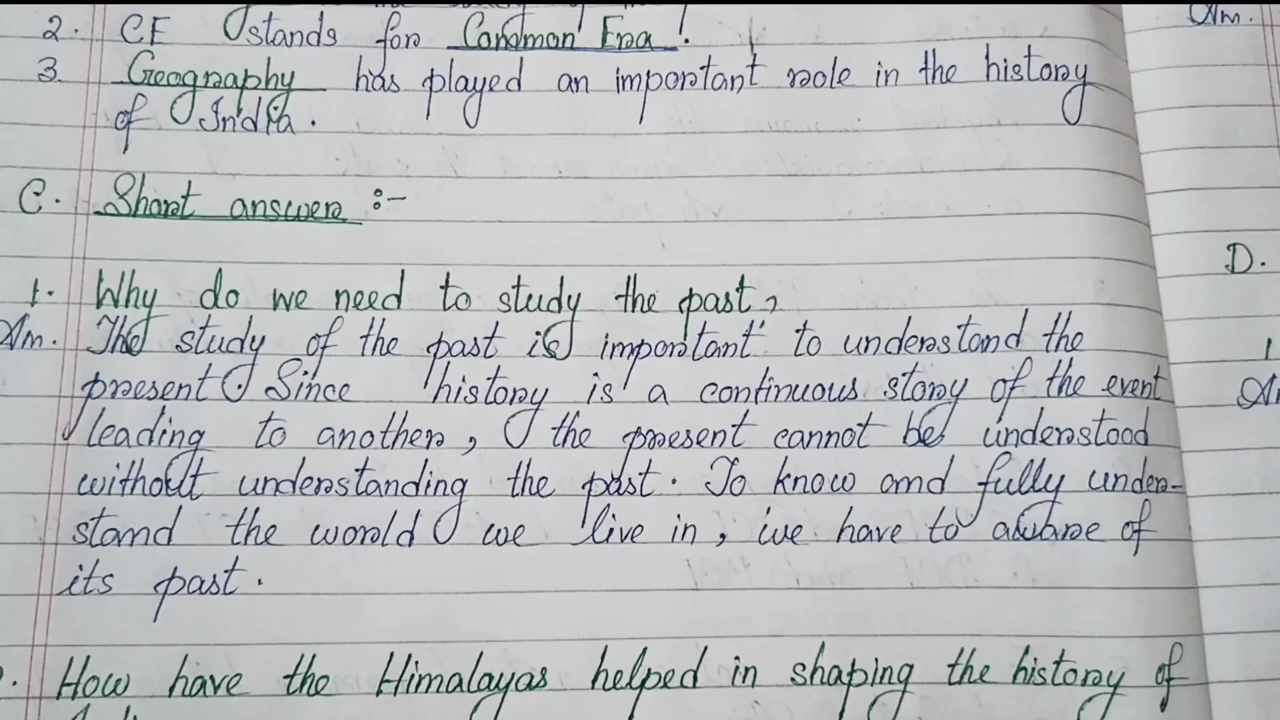 Am.
2. CE stands for Common Era.
3. Geography has played an important role in the history
of India.
C. Short answer :-
1. Why do we need to study the past,
Am. The study of the past is important to understand the
present. Since history is a continuous story of the event
leading to another, the present cannot be understood
without understanding the past. To know and fully under-
stand the world we live in, we have to aware of
its past.
How have the Himalayas helped in shaping the history of
D.
1